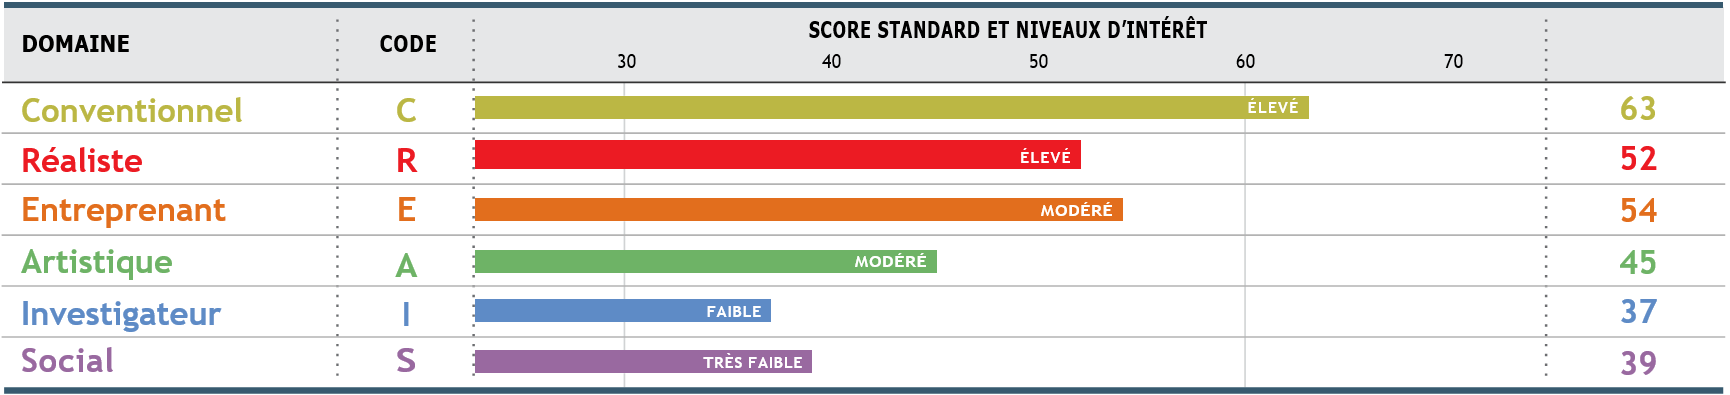 DOMAINE CODE SCORE STANDARD ET NIVEAUX D’INTÉRÊT
30 40 50 60 70
Conventionnel C ÉLEVÉ 63
Réaliste R ÉLEVÉ 52
Entreprenant E MODÉRÉ 54
Artistique A MODÉRÉ 45
Investigateur I FAIBLE 37
Social S TRÈS FAIBLE 39